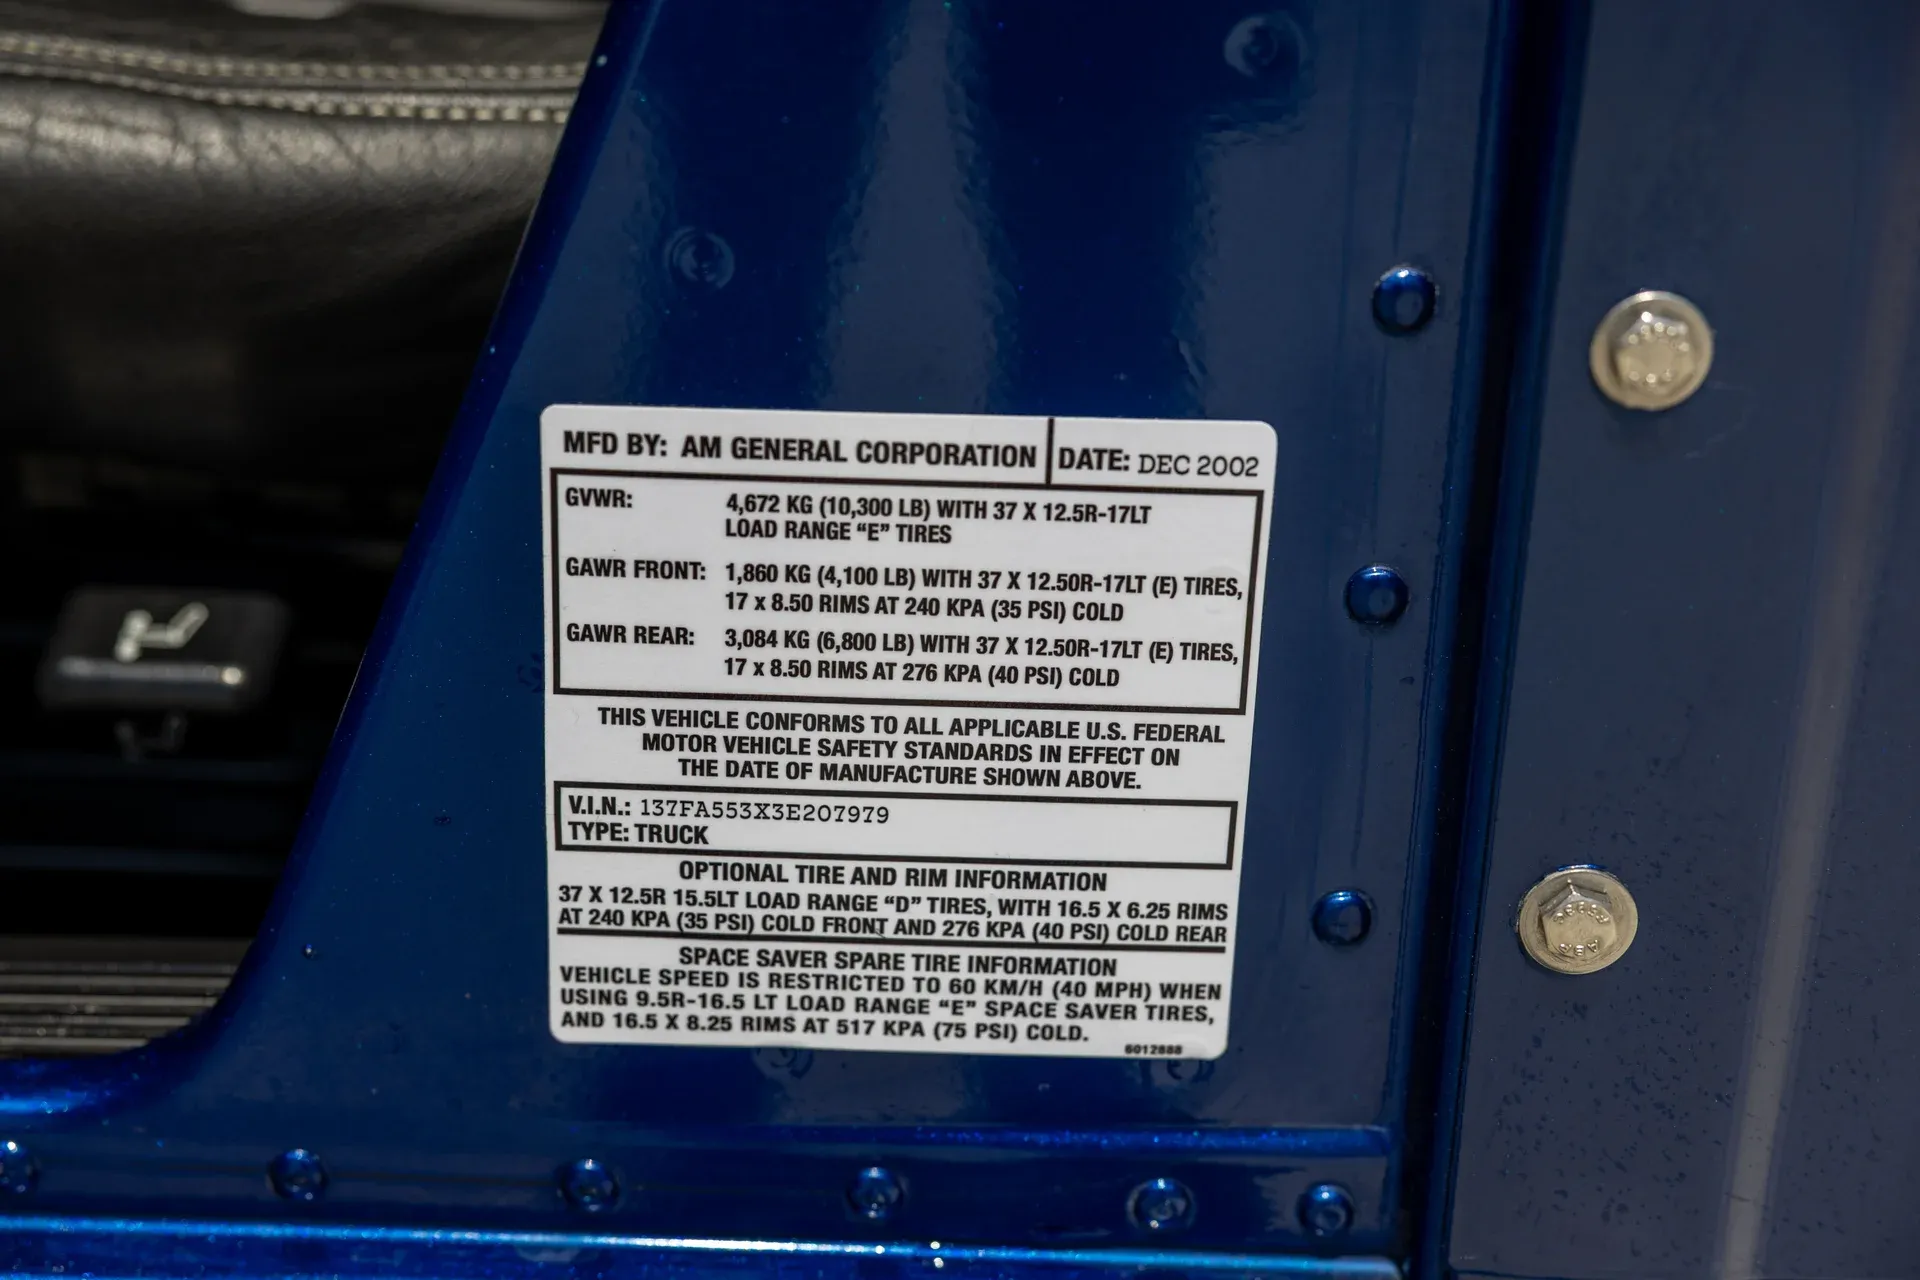 MFD BY: AM GENERAL CORPORATION DATE: DEC 2002
GVWR: 4,672 KG (10,300 LB) WITH 37 X 12.5R-17LT
LOAD RANGE “E” TIRES
GAWR FRONT: 1,860 KG (4,100 LB) WITH 37 X 12.50R-17LT (E) TIRES,
17 x 8.50 RIMS AT 240 KPA (35 PSI) COLD
GAWR REAR: 3,084 KG (6,800 LB) WITH 37 X 12.50R-17LT (E) TIRES,
17 x 8.50 RIMS AT 276 KPA (40 PSI) COLD
THIS VEHICLE CONFORMS TO ALL APPLICABLE U.S. FEDERAL
MOTOR VEHICLE SAFETY STANDARDS IN EFFECT ON
THE DATE OF MANUFACTURE SHOWN ABOVE.
V.I.N.: 137FA553X3E207979
TYPE: TRUCK
OPTIONAL TIRE AND RIM INFORMATION
37 X 12.5R 15.5LT LOAD RANGE “D” TIRES, WITH 16.5 X 6.25 RIMS
AT 240 KPA (35 PSI) COLD FRONT AND 276 KPA (40 PSI) COLD REAR
SPACE SAVER SPARE TIRE INFORMATION
VEHICLE SPEED IS RESTRICTED TO 60 KM/H (40 MPH) WHEN
USING 9.5R-16.5 LT LOAD RANGE “E” SPACE SAVER TIRES,
AND 16.5 X 8.25 RIMS AT 517 KPA (75 PSI) COLD.
6012888